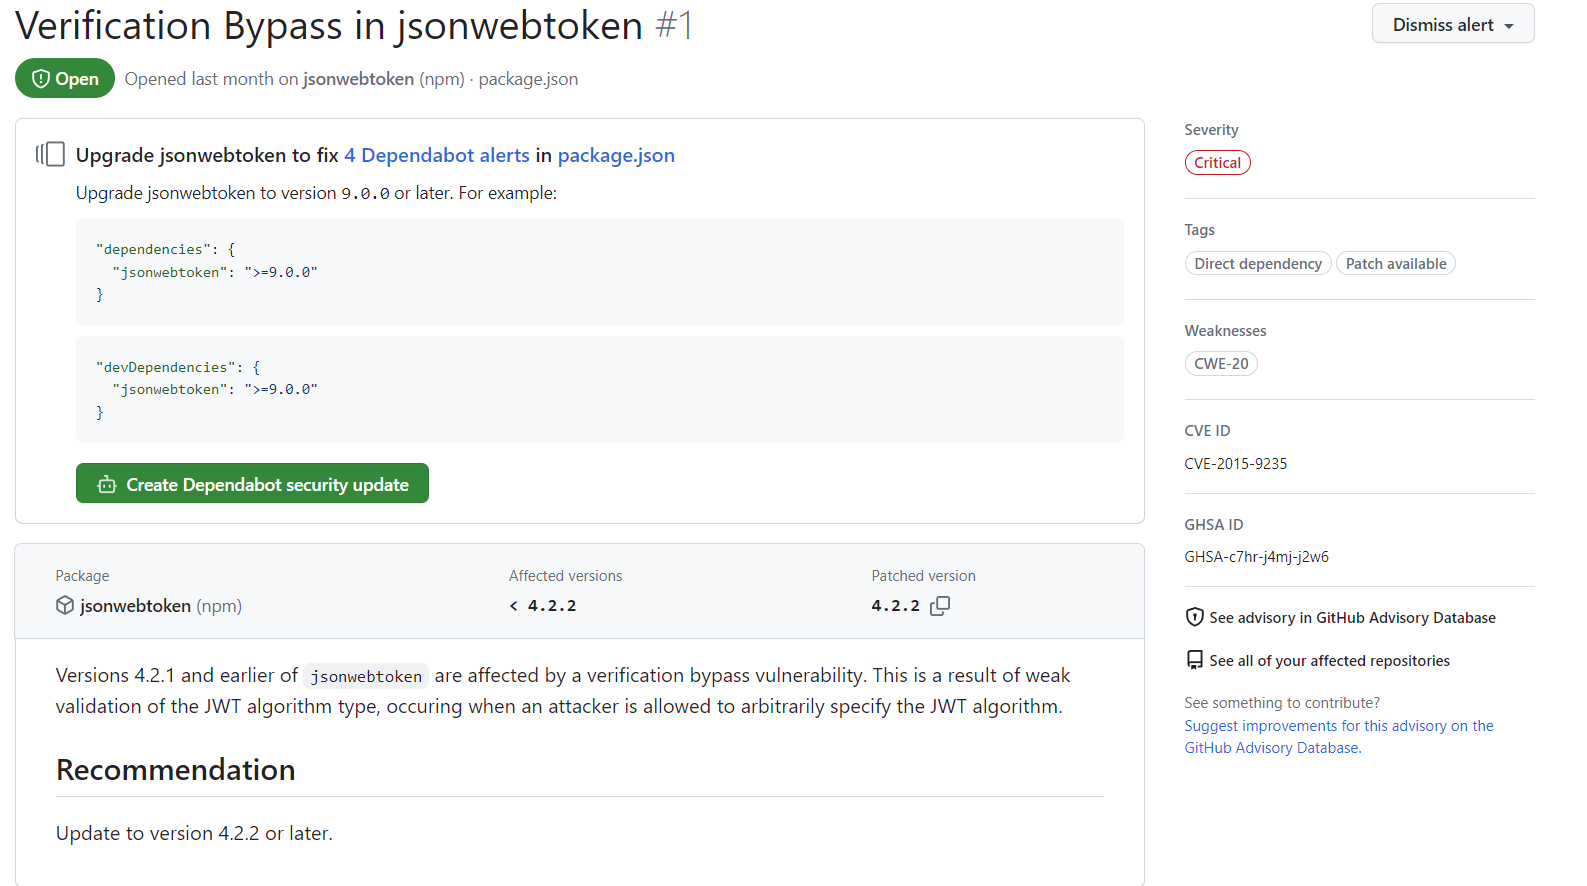 Verification Bypass in jsonwebtoken #1
Dismiss alert
Open
Opened last month on jsonwebtoken (npm) · package.json
Upgrade jsonwebtoken to fix 4 Dependabot alerts in package.json
Upgrade jsonwebtoken to version 9.0.0 or later. For example:
"dependencies": {
  "jsonwebtoken": ">=9.0.0"
}
"devDependencies": {
  "jsonwebtoken": ">=9.0.0"
}
Create Dependabot security update
Package
jsonwebtoken (npm)
Affected versions
< 4.2.2
Patched version
4.2.2
Versions 4.2.1 and earlier of jsonwebtoken are affected by a verification bypass vulnerability. This is a result of weak
validation of the JWT algorithm type, occuring when an attacker is allowed to arbitrarily specify the JWT algorithm.
Recommendation
Update to version 4.2.2 or later.
Severity
Critical
Tags
Direct dependency
Patch available
Weaknesses
CWE-20
CVE ID
CVE-2015-9235
GHSA ID
GHSA-c7hr-j4mj-j2w6
See advisory in GitHub Advisory Database
See all of your affected repositories
See something to contribute?
Suggest improvements for this advisory on the
GitHub Advisory Database.